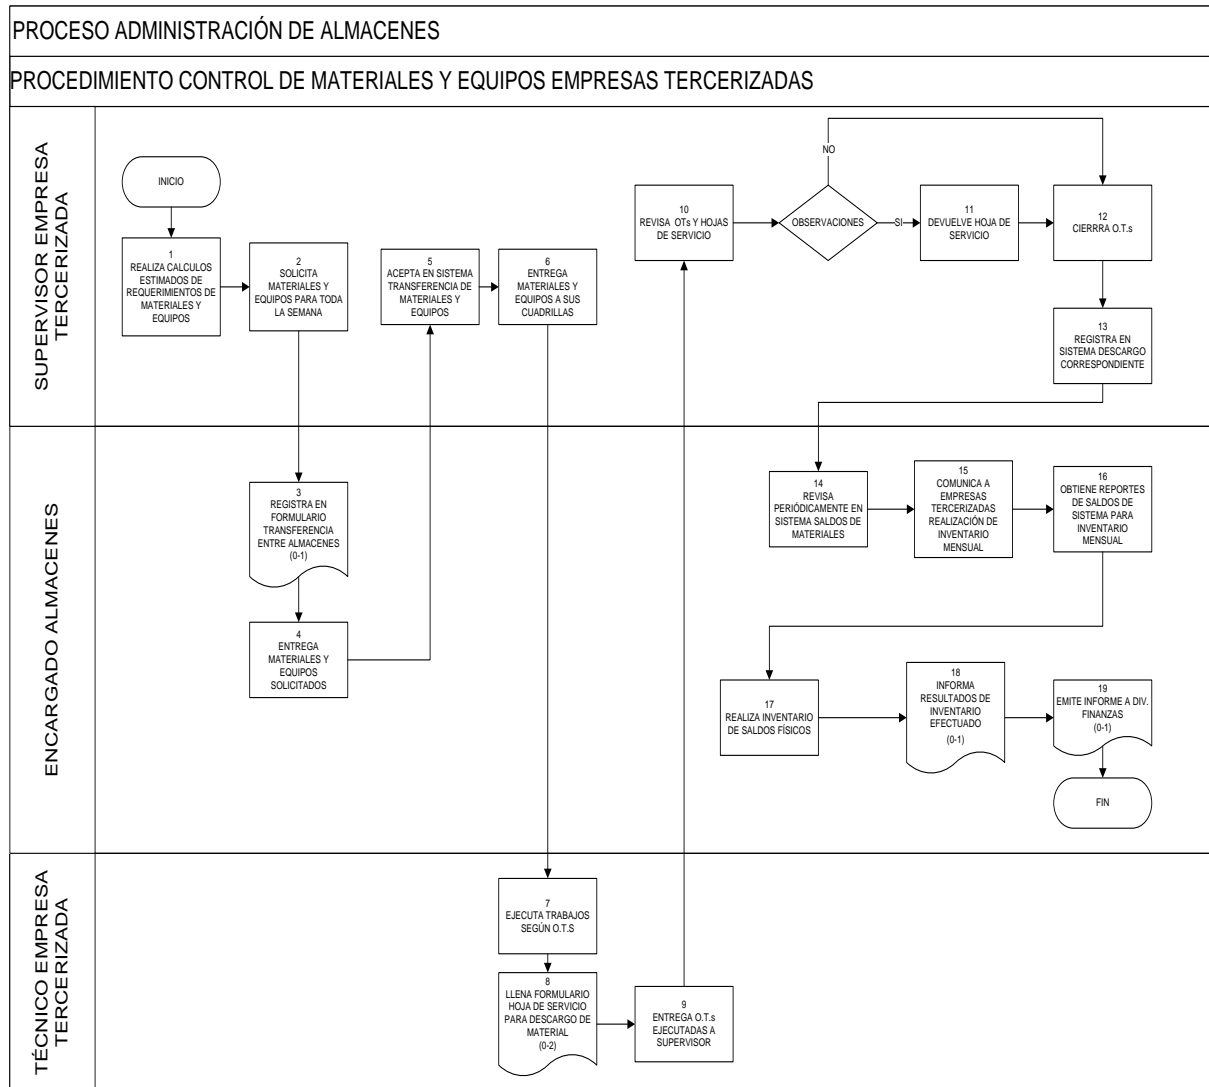 PROCESO ADMINISTRACIÓN DE ALMACENES
PROCEDIMIENTO CONTROL DE MATERIALES Y EQUIPOS EMPRESAS TERCERIZADAS
SUPERVISOR EMPRESA
TERCERIZADA
INICIO
1
REALIZA CALCULOS
ESTIMADOS DE
REQUERIMIENTOS DE
MATERIALES Y
EQUIPOS
2
SOLICITA
MATERIALES Y
EQUIPOS PARA TODA
LA SEMANA
5
ACEPTA EN SISTEMA
TRANSFERENCIA DE
MATERIALES Y
EQUIPOS
6
ENTREGA
MATERIALES Y
EQUIPOS A SUS
CUADRILLAS
10
REVISA OTs Y HOJAS
DE SERVICIO
OBSERVACIONES
NO
SI
11
DEVUELVE HOJA DE
SERVICIO
12
CIERRRA O.T.s
13
REGISTRA EN
SISTEMA DESCARGO
CORRESPONDIENTE
ENCARGADO ALMACENES
3
REGISTRA EN
FORMULARIO
TRANSFERENCIA
ENTRE ALMACENES
(0-1)
4
ENTREGA
MATERIALES Y
EQUIPOS
SOLICITADOS
14
REVISA
PERIÓDICAMENTE EN
SISTEMA SALDOS DE
MATERIALES
15
COMUNICA A
EMPRESAS
TERCERIZADAS
REALIZACIÓN DE
INVENTARIO
MENSUAL
16
OBTIENE REPORTES
DE SALDOS DE
SISTEMA PARA
INVENTARIO
MENSUAL
17
REALIZA INVENTARIO
DE SALDOS FÍSICOS
18
INFORMA
RESULTADOS DE
INVENTARIO
EFECTUADO
(0-1)
19
EMITE INFORME A DIV.
FINANZAS
(0-1)
FIN
TÉCNICO EMPRESA
TERCERIZADA
7
EJECUTA TRABAJOS
SEGÚN O.T.S
8
LLENA FORMULARIO
HOJA DE SERVICIO
PARA DESCARGO DE
MATERIAL
(0-2)
9
ENTREGA O.T.s
EJECUTADAS A
SUPERVISOR